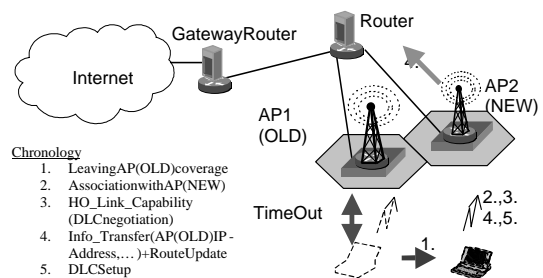 GatewayRouter
Router
Internet
AP1
(OLD)
AP2
(NEW)
Chronology
1. LeavingAP(OLD)coverage
2. AssociationwithAP(NEW)
3. HO_Link_Capability
(DLCnegotiation)
4. Info_Transfer(AP(OLD)IP -
Address,… )+RouteUpdate
5. DLCSetup
TimeOut
1.
2.,3.
4.,5.